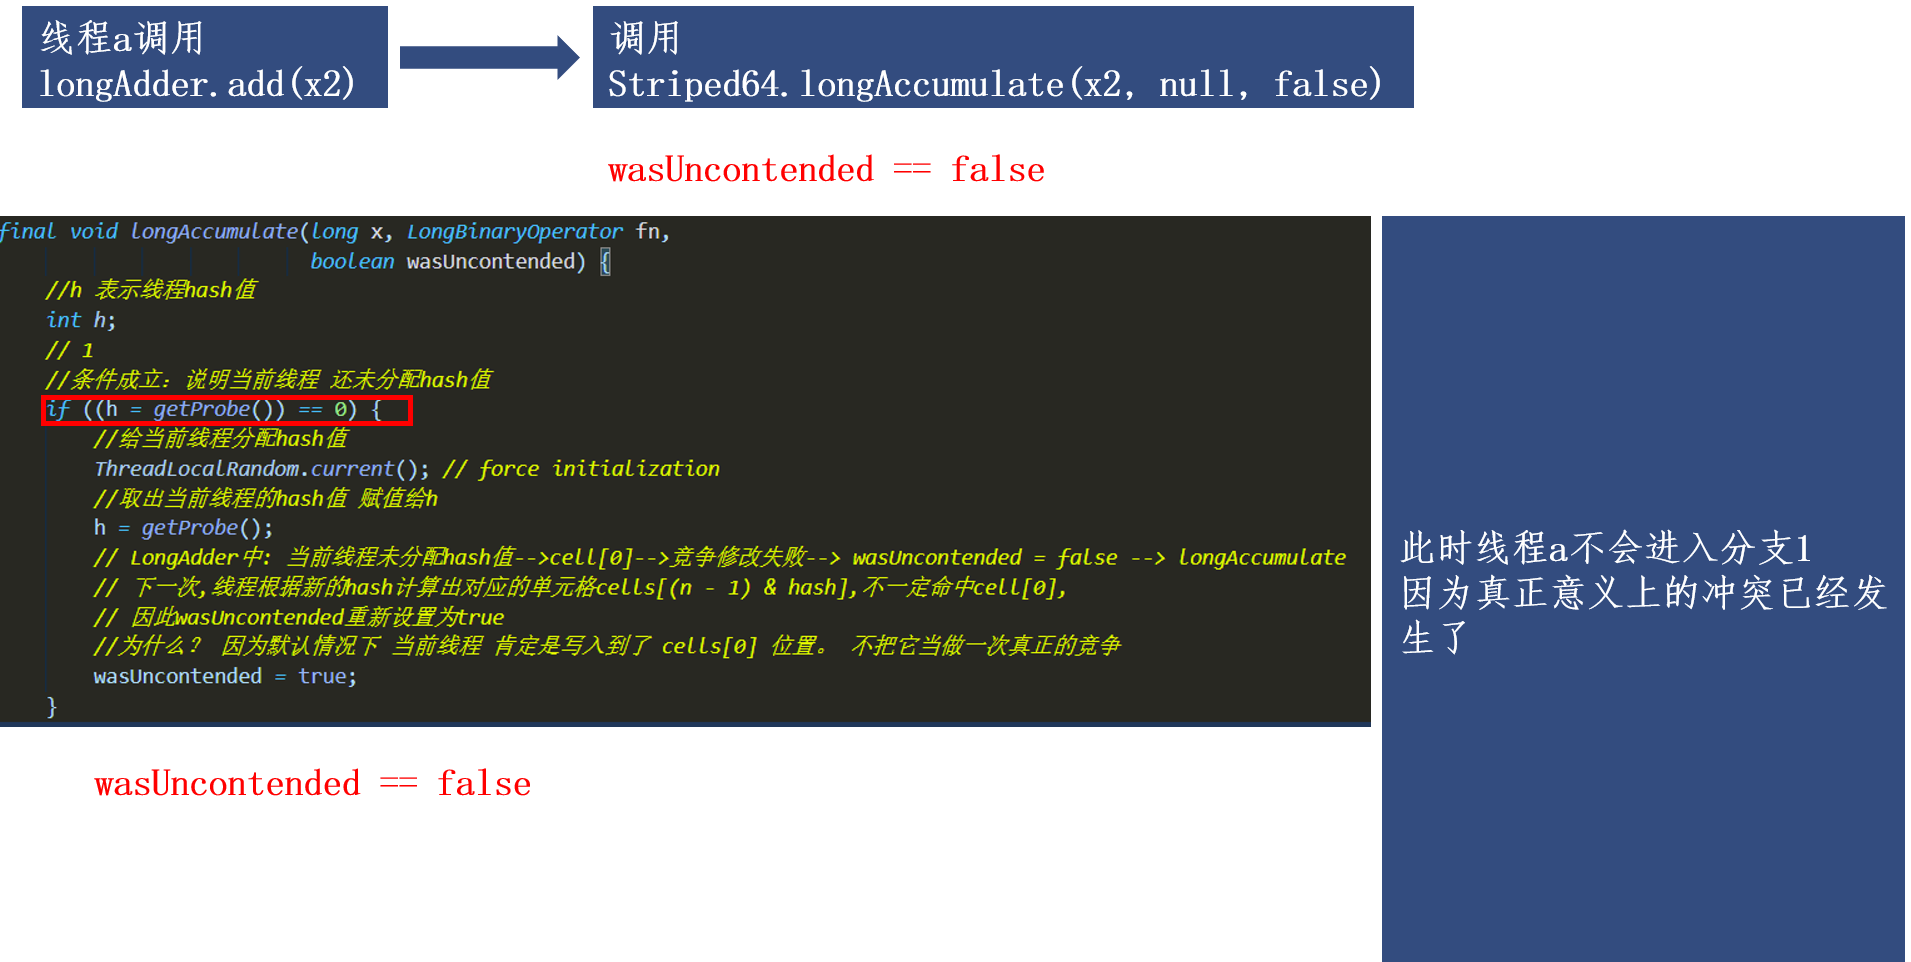 线程a调用
longAdder.add(x2)
调用
Striped64.longAccumulate(x2, null, false)
wasUncontended == false
final void longAccumulate(long x, LongBinaryOperator fn,
boolean wasUncontended) {
//h 表示线程hash值
int h;
// 1
//条件成立：说明当前线程 还未分配hash值
if ((h = getProbe()) == 0) {
//给当前线程分配hash值
ThreadLocalRandom.current(); // force initialization
//取出当前线程的hash值 赋值给h
h = getProbe();
// LongAdder中: 当前线程未分配hash值-->cell[0]-->竞争修改失败--> wasUncontended = false --> longAccumulate
// 下一次,线程根据新的hash计算出对应的单元格cells[(n - 1) & hash],不一定命中cell[0],
// 因此wasUncontended重新设置为true
//为什么？ 因为默认情况下 当前线程 肯定是写入到了 cells[0] 位置。 不把它当做一次真正的竞争
wasUncontended = true;
}
此时线程a不会进入分支1
因为真正意义上的冲突已经发
生了
wasUncontended == false